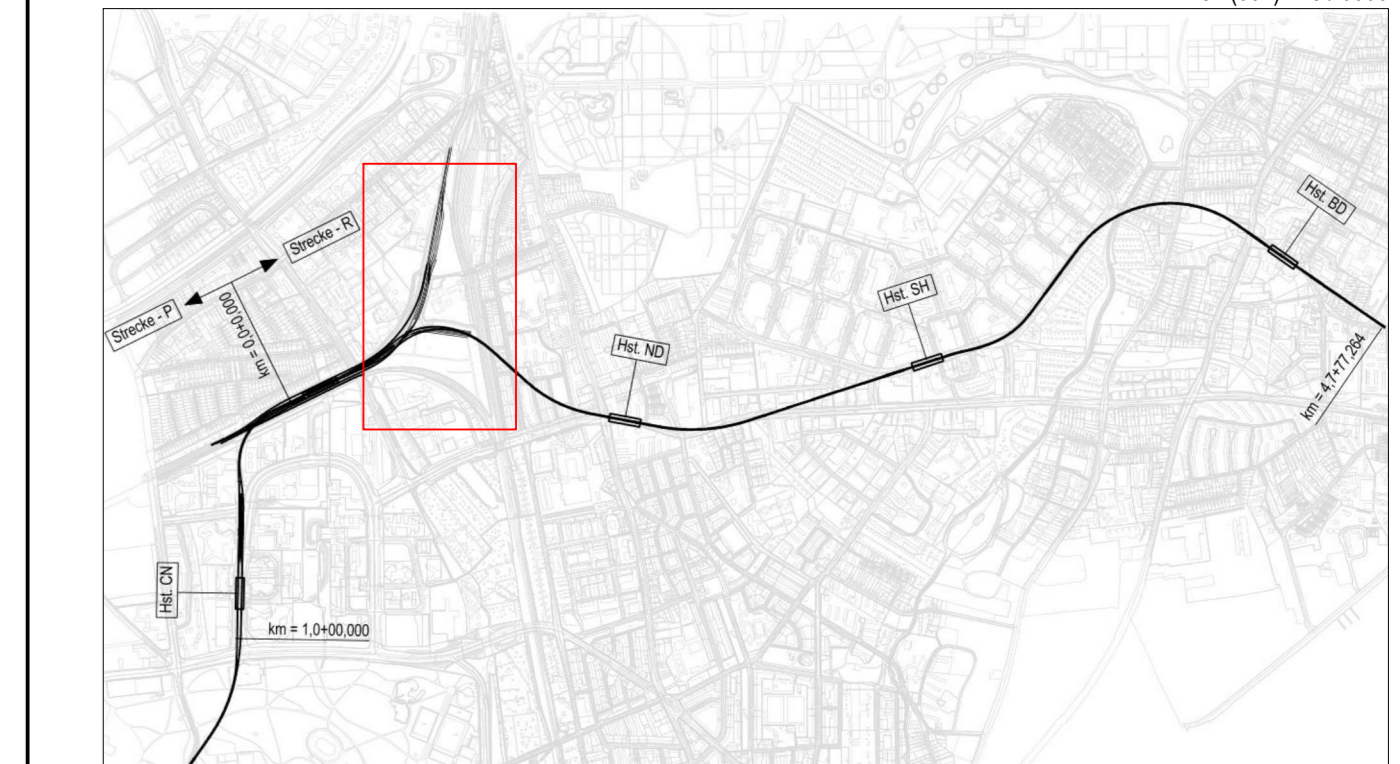 Strecke - R
Strecke - P
km = 0,0+0,000
Hst. BD
Hst. SH
Hst. ND
km = 4,7+77,264
Hst. CN
km = 1,0+00,000